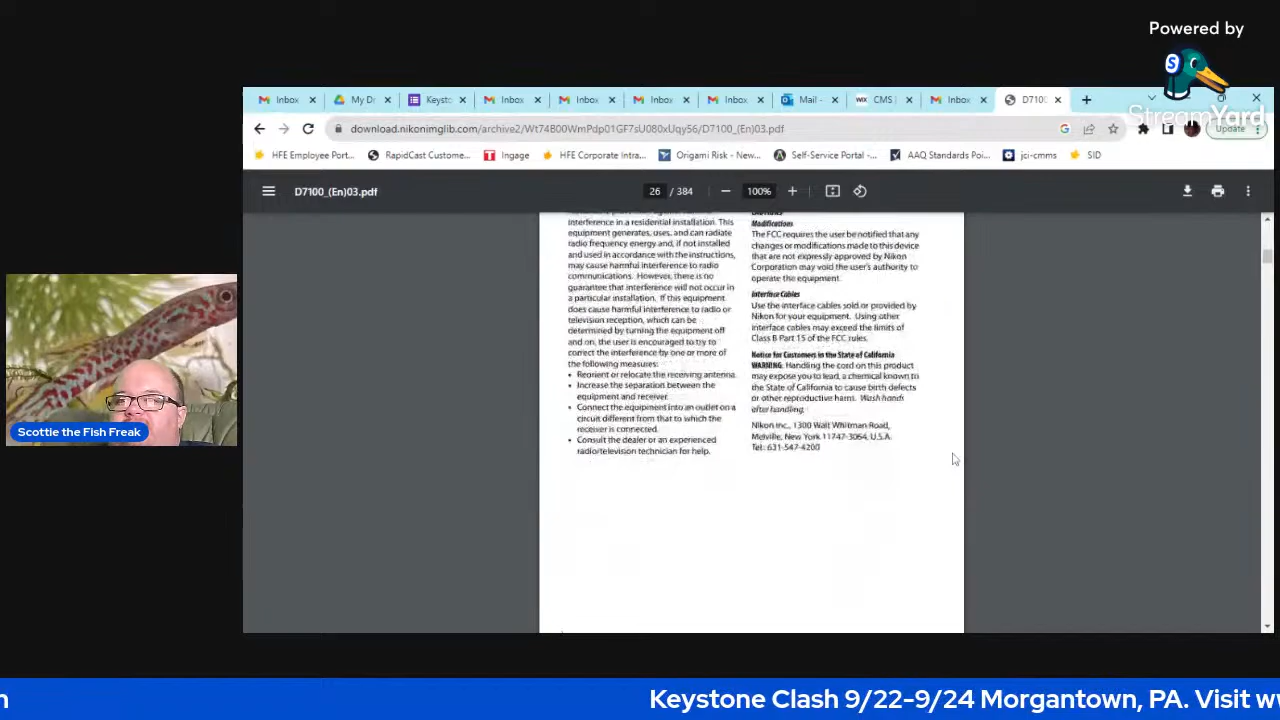 Powered by
StreamYard
Inbox
My Dr
Keysto
Inbox
Inbox
Inbox
Inbox
Mail -
WIX CMS |
Inbox
D710
download.nikonimglib.com/archive2/Wt74B00WmPdp01GF7sU080xUqy56/D7100_(En)03.pdf
Update
HFE Employee Port...
RapidCast Custome...
Ingage
HFE Corporate Intra...
Origami Risk - New...
Self-Service Portal -...
AAQ Standards Poi...
jci-cmms
SID
D7100_(En)03.pdf
26 / 384
100%
interference in a residential installation. This
equipment generates, uses, and can radiate
radio frequency energy and, if not installed
and used in accordance with the instructions,
may cause harmful interference to radio
communications. However, there is no
guarantee that interference will not occur in
a particular installation. If this equipment
does cause harmful interference to radio or
television reception, which can be
determined by turning the equipment off
and on, the user is encouraged to try to
correct the interference by one or more of
the following measures:
• Reorient or relocate the receiving antenna.
• Increase the separation between the
equipment and receiver.
• Connect the equipment into an outlet on a
circuit different from that to which the
receiver is connected.
• Consult the dealer or an experienced
radio/television technician for help.
Modifications
The FCC requires the user be notified that any
changes or modifications made to this device
that are not expressly approved by Nikon
Corporation may void the user's authority to
operate the equipment.
Interface Cables
Use the interface cables sold or provided by
Nikon for your equipment. Using other
interface cables may exceed the limits of
Class B Part 15 of the FCC rules.
Notice for Customers in the State of California
WARNING: Handling the cord on this product
may expose you to lead, a chemical known to
the State of California to cause birth defects
or other reproductive harm. Wash hands
after handling.
Nikon Inc., 1300 Walt Whitman Road,
Melville, New York 11747-3064, U.S.A.
Tel.: 631-547-4200
Scottie the Fish Freak
Keystone Clash 9/22-9/24 Morgantown, PA. Visit w